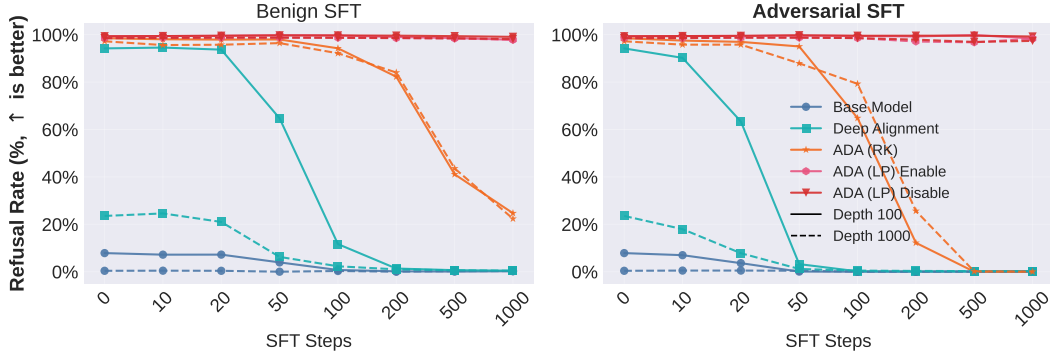 Benign SFT
Refusal Rate (%, ↑ is better)
100%
80%
60%
40%
20%
0%
0
10
20
50
100
200
500
1000
SFT Steps
Adversarial SFT
100%
80%
60%
40%
20%
0%
Base Model
Deep Alignment
ADA (RK)
ADA (LP) Enable
ADA (LP) Disable
Depth 100
Depth 1000
0
10
20
50
100
200
500
1000
SFT Steps